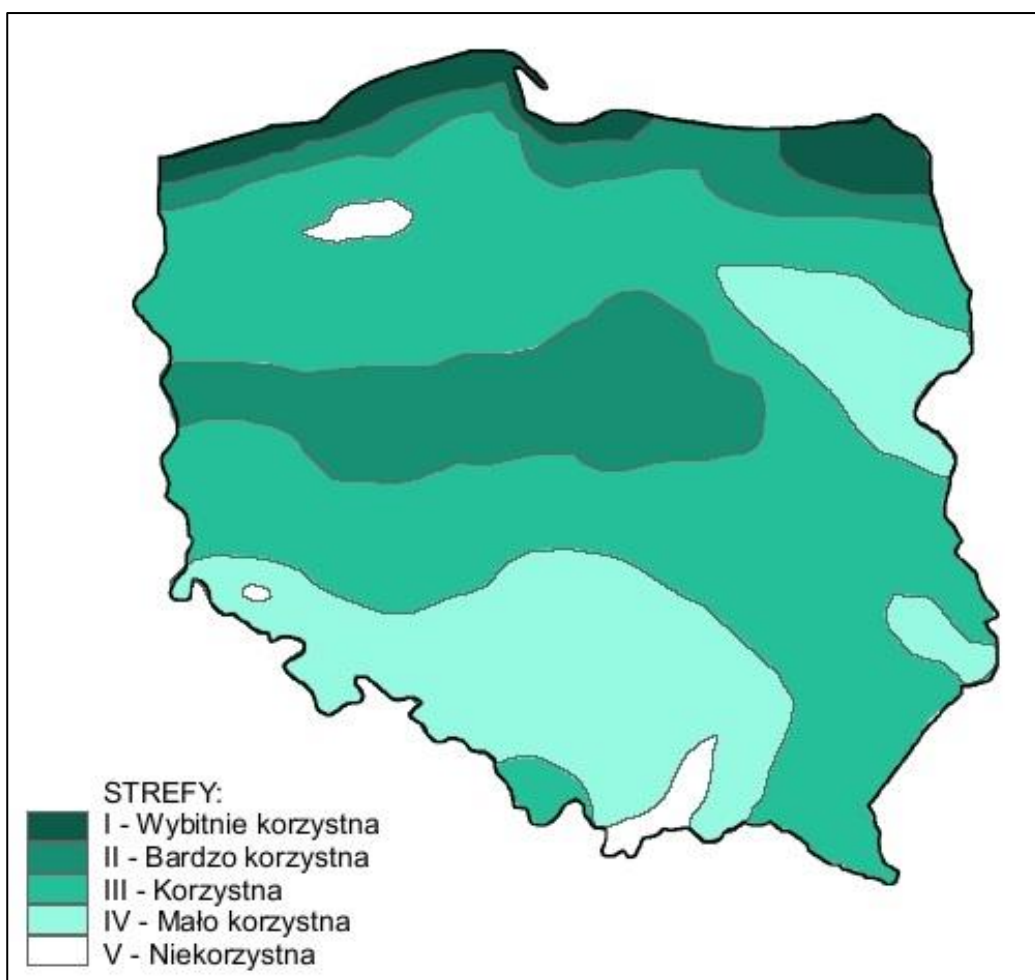 STREFY:
I - Wybitnie korzystna
II - Bardzo korzystna
III - Korzystna
IV - Mało korzystna
V - Niekorzystna